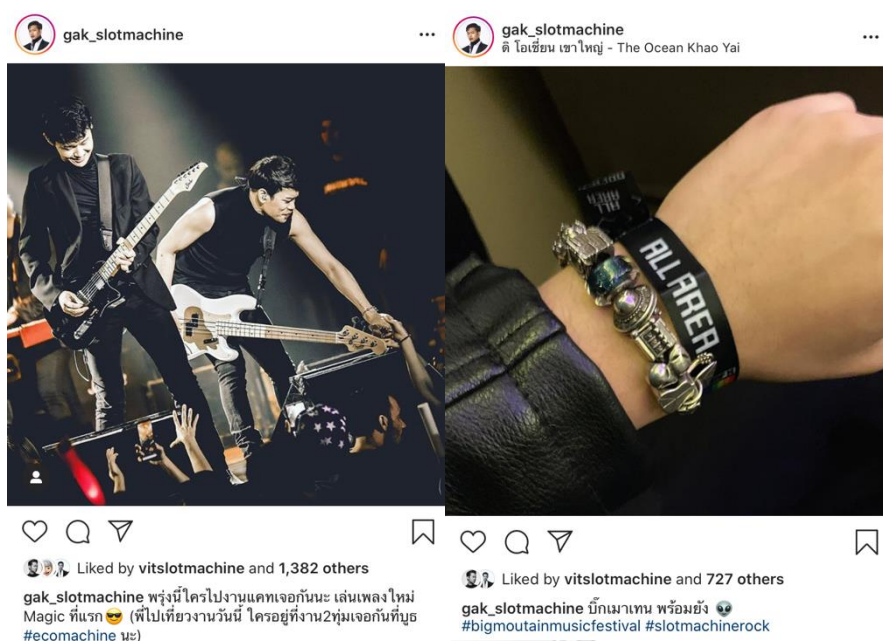 gak_slotmachine
Liked by vitslotmachine and 1,382 others
gak_slotmachine พรุ่งนี้ใครไปงานแคทเจอกันนะ เล่นเพลงใหม่
Magic ที่แรก😎 (พี่ไปเที่ยวงานวันนี้ ใครอยู่ที่งาน2ทุ่มเจอกันที่บูธ
#ecomachine นะ)
gak_slotmachine
ดิ โอเชี่ยน เขาใหญ่ - The Ocean Khao Yai
ALL AREA
ALL AREA
Liked by vitslotmachine and 727 others
gak_slotmachine บิ๊กเมาเทน พร้อมยัง 👽
#bigmoutainmusicfestival #slotmachinerock